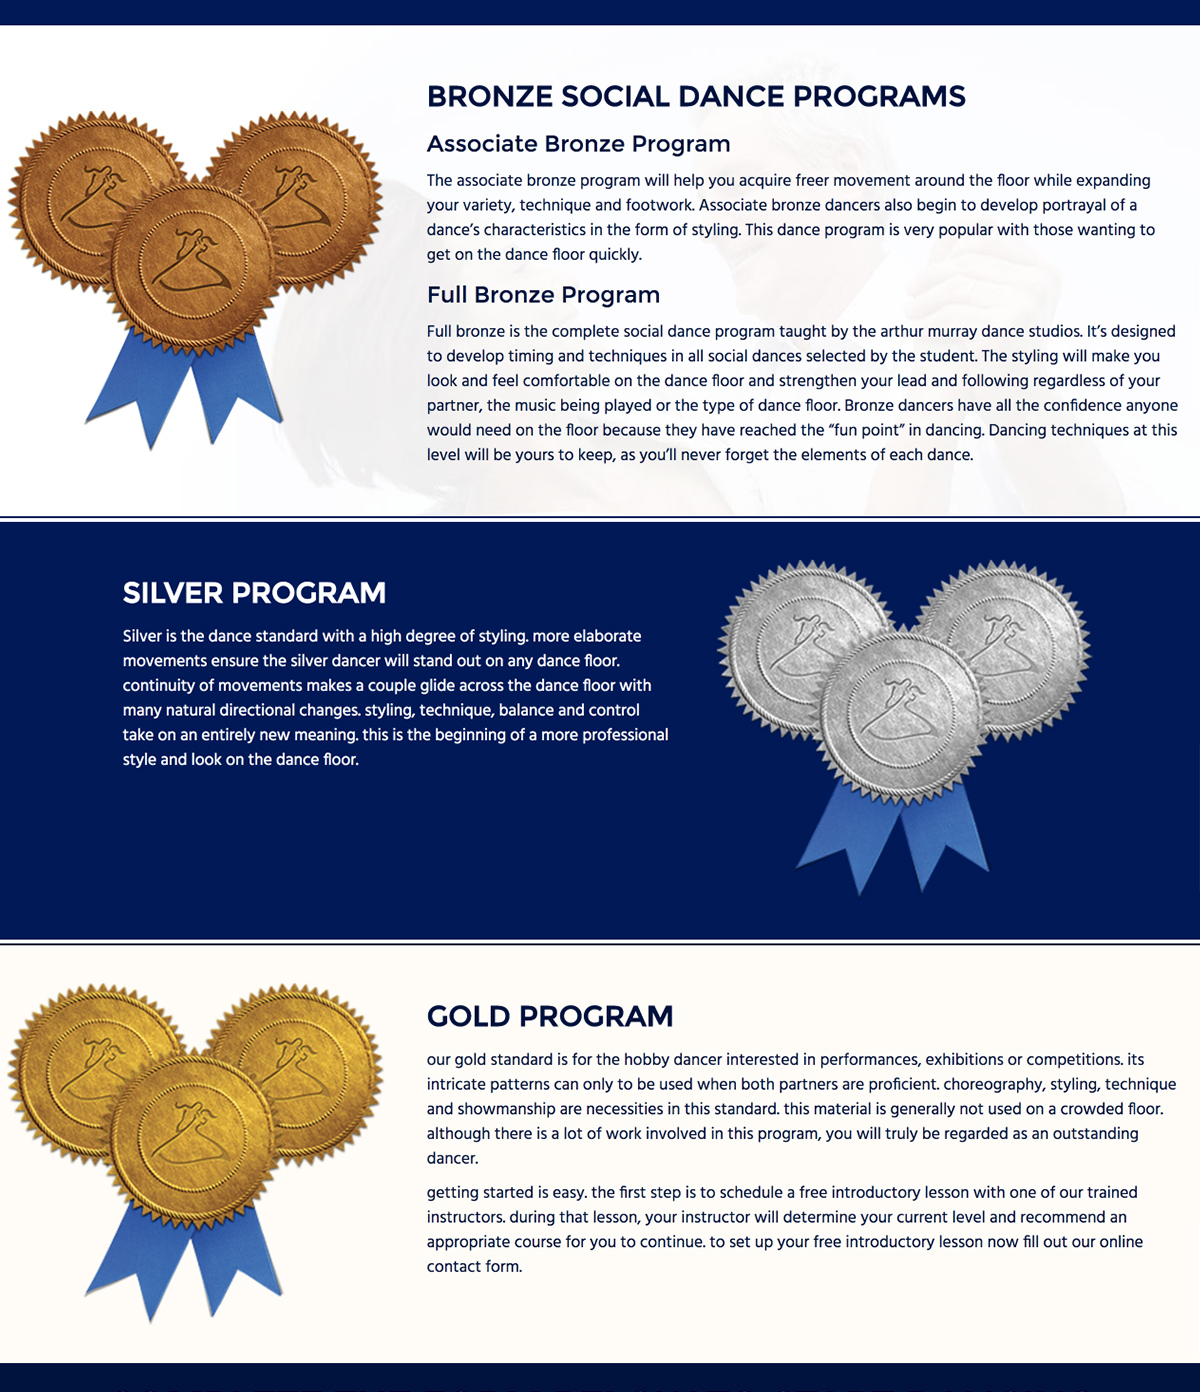 BRONZE SOCIAL DANCE PROGRAMS
Associate Bronze Program
The associate bronze program will help you acquire freer movement around the floor while expanding
your variety, technique and footwork. Associate bronze dancers also begin to develop portrayal of a
dance’s characteristics in the form of styling. This dance program is very popular with those wanting to
get on the dance floor quickly.
Full Bronze Program
Full bronze is the complete social dance program taught by the arthur murray dance studios. It’s designed
to develop timing and techniques in all social dances selected by the student. The styling will make you
look and feel comfortable on the dance floor and strengthen your lead and following regardless of your
partner, the music being played or the type of dance floor. Bronze dancers have all the confidence anyone
would need on the floor because they have reached the “fun point” in dancing. Dancing techniques at this
level will be yours to keep, as you’ll never forget the elements of each dance.
SILVER PROGRAM
Silver is the dance standard with a high degree of styling. more elaborate
movements ensure the silver dancer will stand out on any dance floor.
continuity of movements makes a couple glide across the dance floor with
many natural directional changes. styling, technique, balance and control
take on an entirely new meaning. this is the beginning of a more professional
style and look on the dance floor.
GOLD PROGRAM
our gold standard is for the hobby dancer interested in performances, exhibitions or competitions. its
intricate patterns can only to be used when both partners are proficient. choreography, styling, technique
and showmanship are necessities in this standard. this material is generally not used on a crowded floor.
although there is a lot of work involved in this program, you will truly be regarded as an outstanding
dancer.
getting started is easy. the first step is to schedule a free introductory lesson with one of our trained
instructors. during that lesson, your instructor will determine your current level and recommend an
appropriate course for you to continue. to set up your free introductory lesson now fill out our online
contact form.